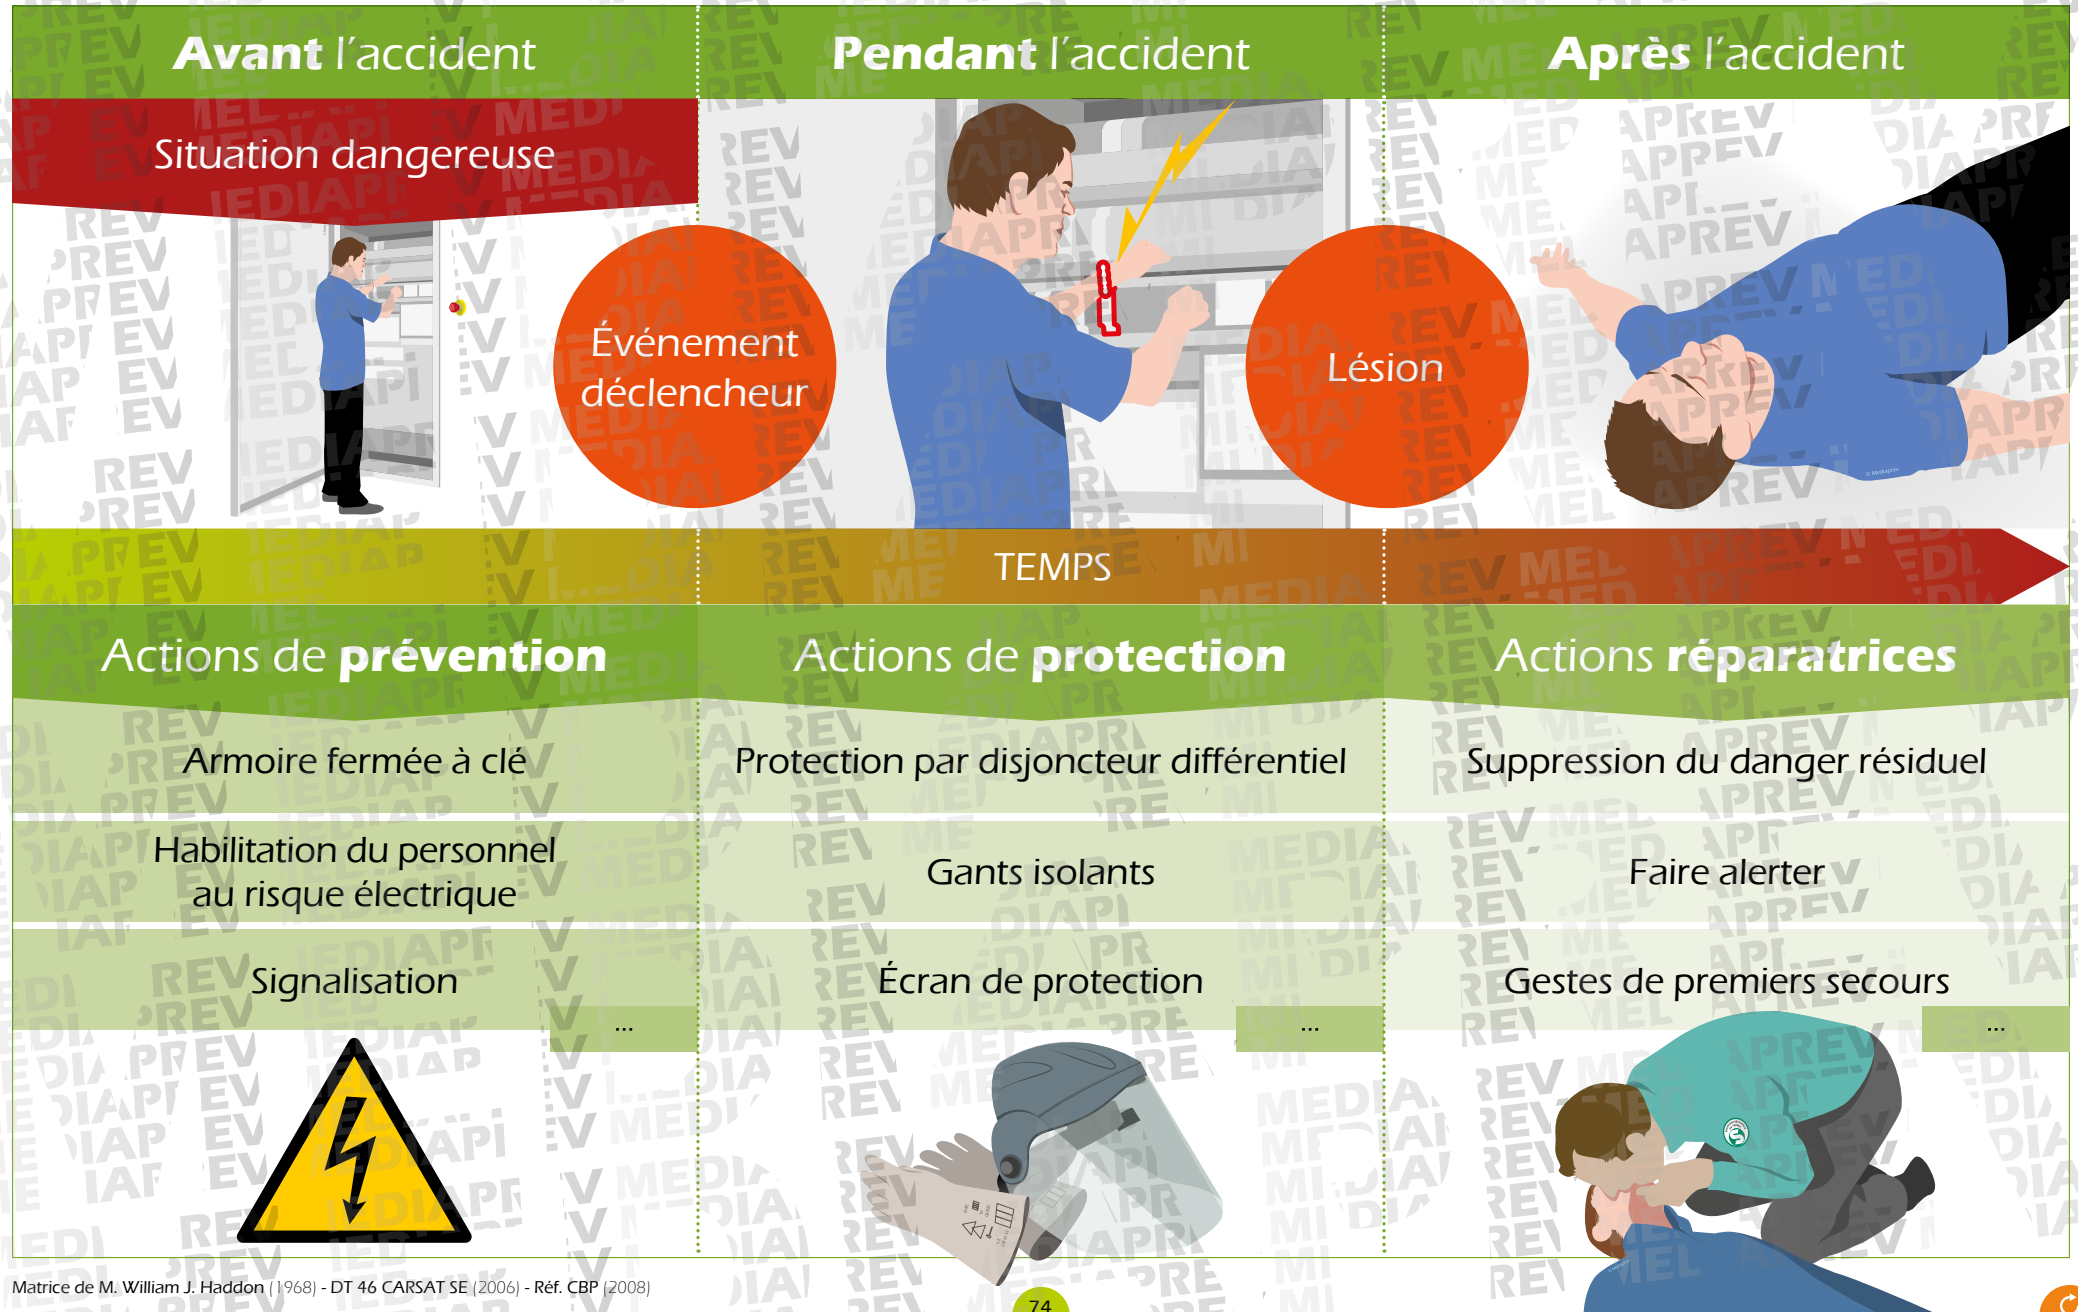 Avant l'accident
Pendant l'accident
Après l'accident
Situation dangereuse
Événement
déclencheur
Lésion
© Mediaprev
TEMPS
Actions de prévention
Actions de protection
Actions réparatrices
Armoire fermée à clé
Protection par disjoncteur différentiel
Suppression du danger résiduel
Habilitation du personnel
au risque électrique
Gants isolants
Faire alerter
Signalisation
Écran de protection
Gestes de premiers secours
...
...
...
Matrice de M. William J. Haddon (1968) - DT 46 CARSAT SE (2006) - Réf. CBP (2008)
74